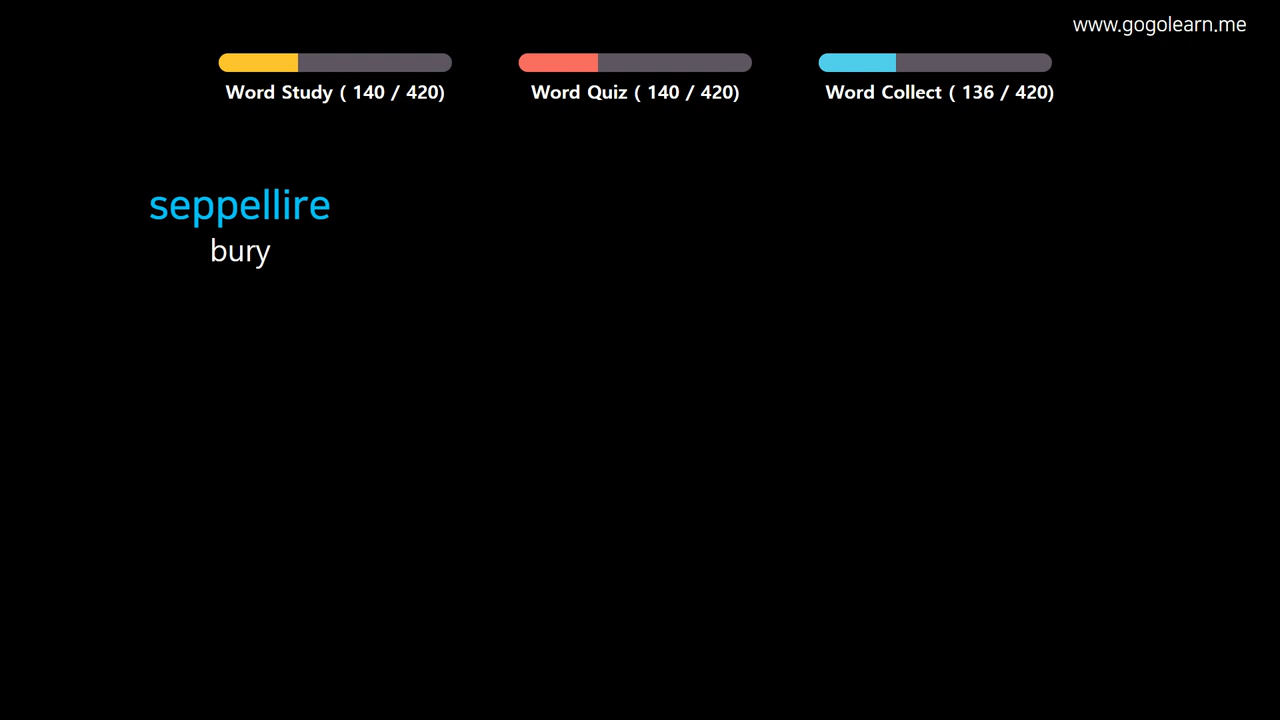 www.gogolearn.me
Word Study ( 140 / 420)
Word Quiz ( 140 / 420)
Word Collect ( 136 / 420)
seppellire
bury